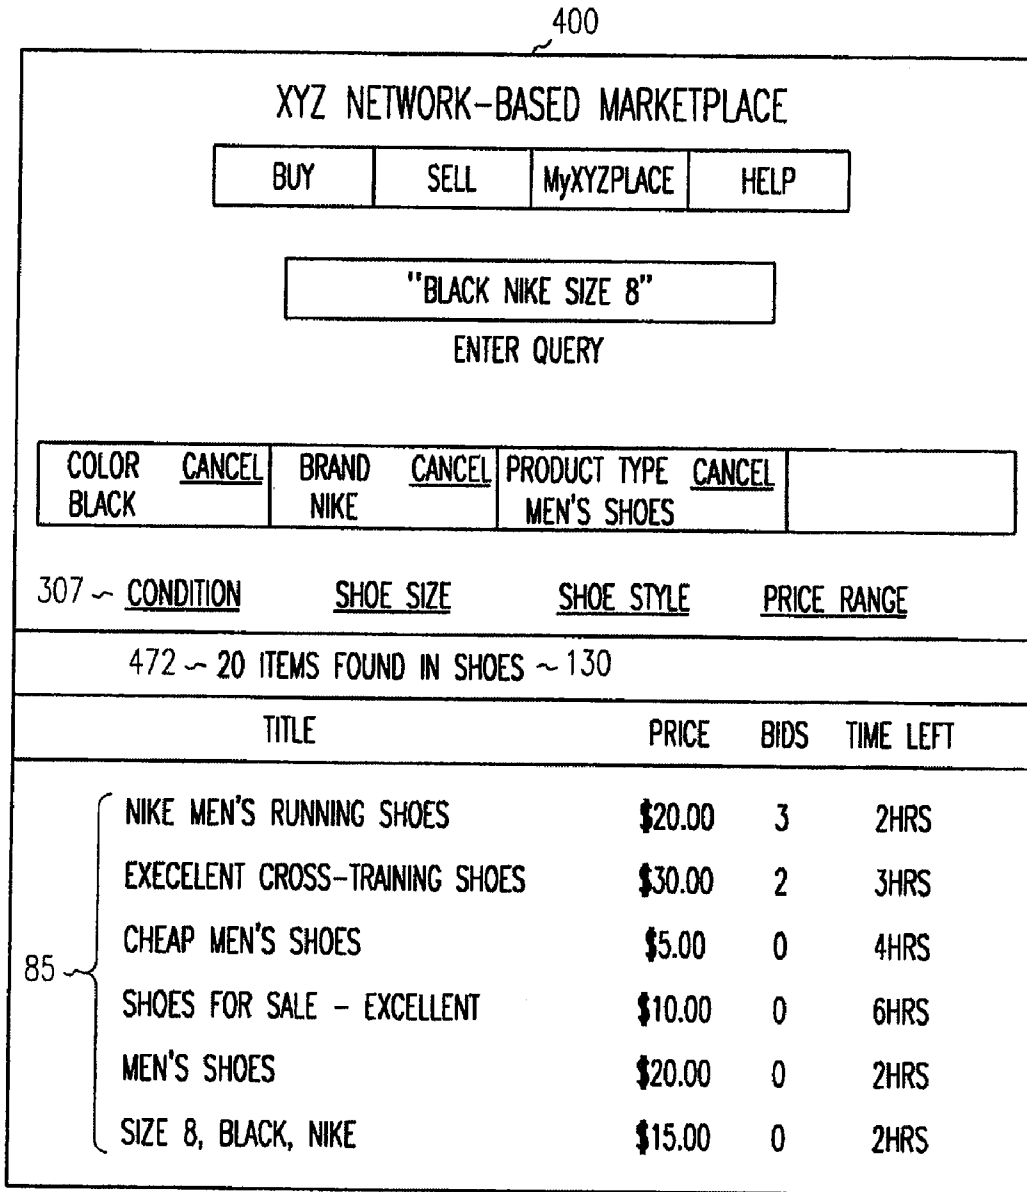 400
XYZ NETWORK-BASED MARKETPLACE
BUY SELL MyXYZPLACE HELP
"BLACK NIKE SIZE 8"
ENTER QUERY
COLOR CANCEL BRAND CANCEL PRODUCT TYPE CANCEL
BLACK NIKE MEN'S SHOES
307 ~ CONDITION SHOE SIZE SHOE STYLE PRICE RANGE
472 ~ 20 ITEMS FOUND IN SHOES ~ 130
TITLE PRICE BIDS TIME LEFT
NIKE MEN'S RUNNING SHOES $20.00 3 2HRS
EXECELENT CROSS-TRAINING SHOES $30.00 2 3HRS
CHEAP MEN'S SHOES $5.00 0 4HRS
85
SHOES FOR SALE - EXCELLENT $10.00 0 6HRS
MEN'S SHOES $20.00 0 2HRS
SIZE 8, BLACK, NIKE $15.00 0 2HRS